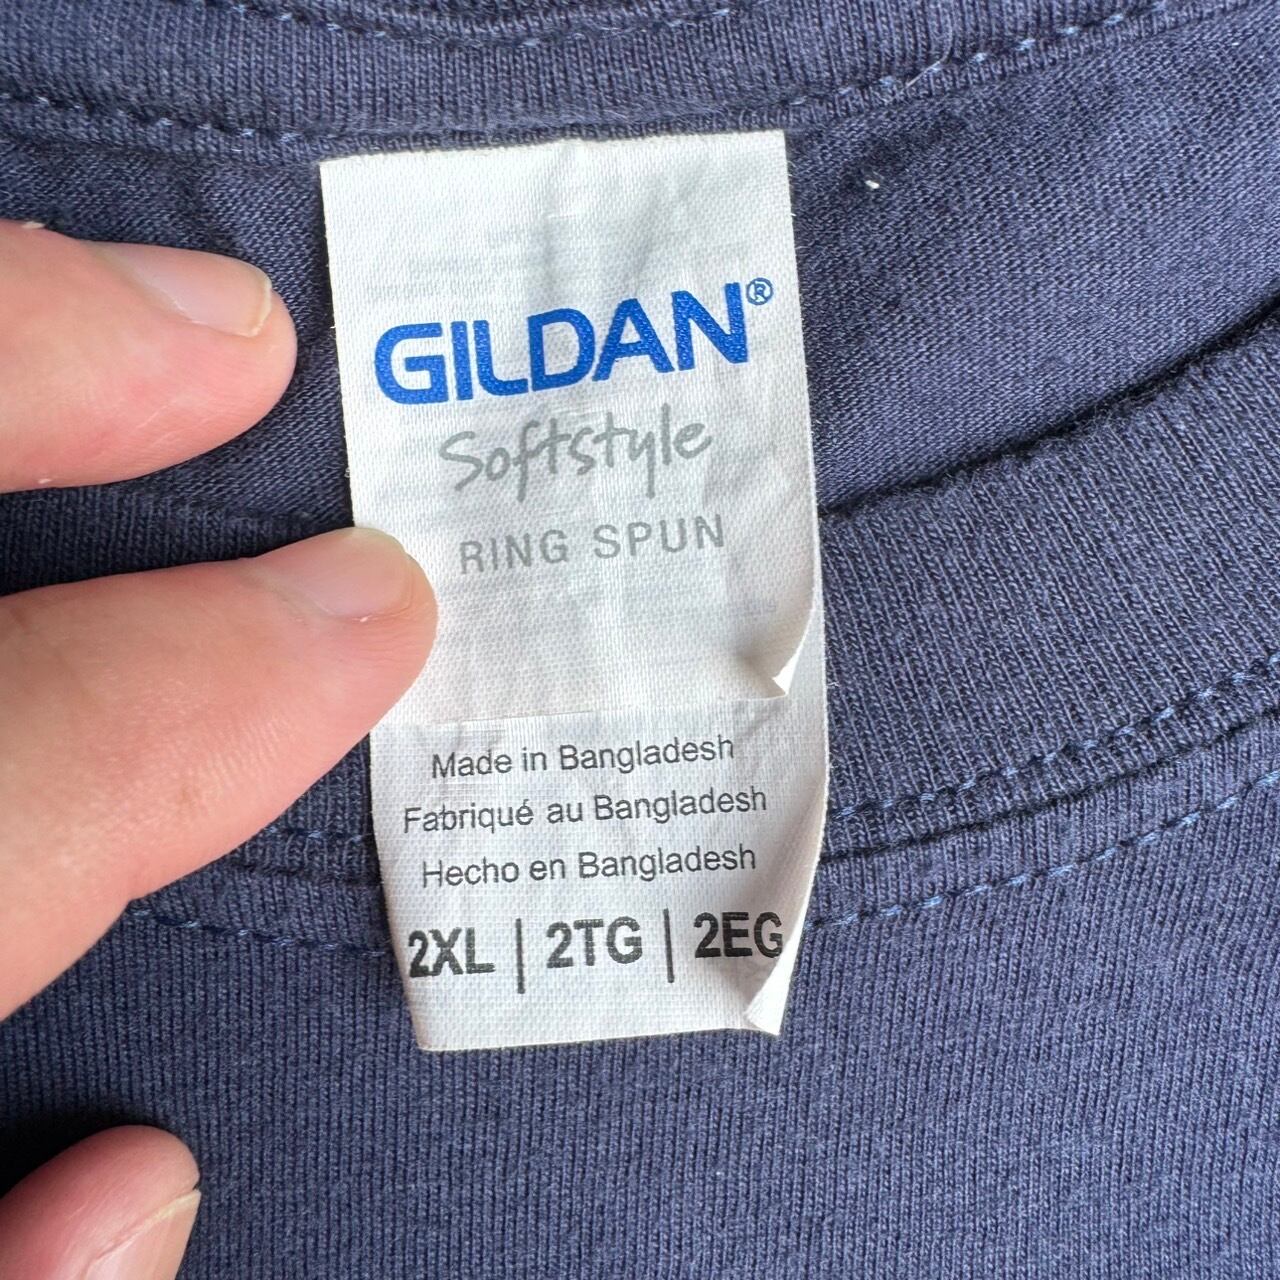 GILDAN®
Softstyle
RING SPUN
Made in Bangladesh
Fabriqué au Bangladesh
Hecho en Bangladesh
2XL | 2TG | 2EG